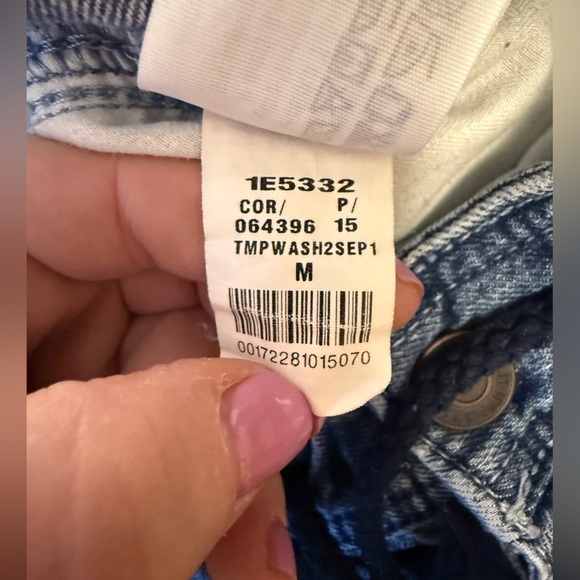 1E5332
COR/ P/
064396 15
TMPWASH2SEP1
M
00172281015070